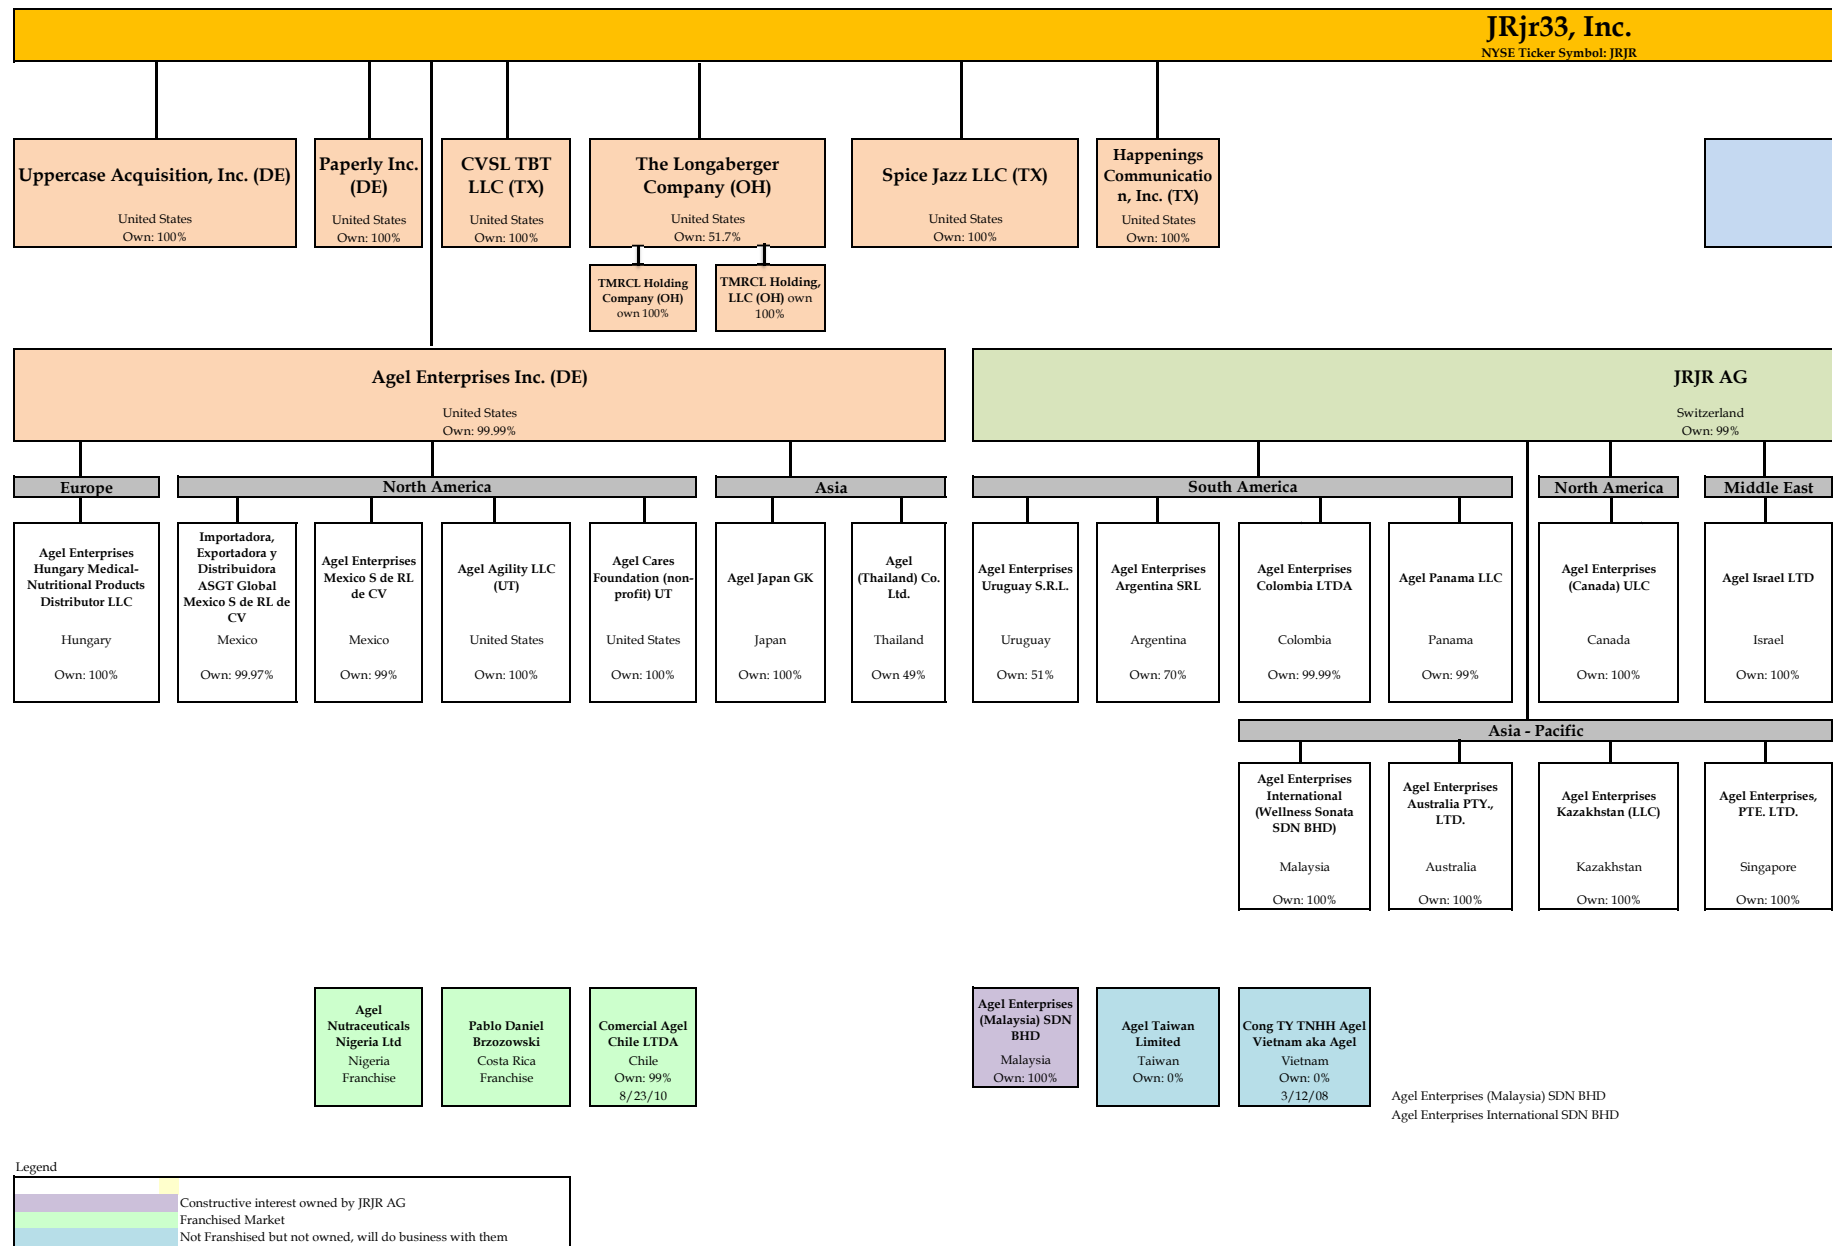 JRjr33, Inc.
NYSE Ticker Symbol: JRJR
Uppercase Acquisition, Inc. (DE)
United States
Own: 100%
Paperly Inc.
(DE)
United States
Own: 100%
CVSL TBT
LLC (TX)
United States
Own: 100%
The Longaberger
Company (OH)
United States
Own: 51.7%
Spice Jazz LLC (TX)
United States
Own: 100%
Happenings
Communicatio
n, Inc. (TX)
United States
Own: 100%
TMRCL Holding
Company (OH)
own 100%
TMRCL Holding,
LLC (OH) own
100%
Agel Enterprises Inc. (DE)
United States
Own: 99.99%
JRJR AG
Switzerland
Own: 99%
Europe
North America
Asia
South America
North America
Middle East
Agel Enterprises
Hungary Medical-
Nutritional Products
Distributor LLC
Hungary
Own: 100%
Importadora,
Exportadora y
Distribuidora
ASGT Global
Mexico S de RL de
CV
Mexico
Own: 99.97%
Agel Enterprises
Mexico S de RL
de CV
Mexico
Own: 99%
Agel Agility LLC
(UT)
United States
Own: 100%
Agel Cares
Foundation (non-
profit) UT
United States
Own: 100%
Agel Japan GK
Japan
Own: 100%
Agel
(Thailand) Co.
Ltd.
Thailand
Own 49%
Agel Enterprises
Uruguay S.R.L.
Uruguay
Own: 51%
Agel Enterprises
Argentina SRL
Argentina
Own: 70%
Agel Enterprises
Colombia LTDA
Colombia
Own: 99.99%
Agel Panama LLC
Panama
Own: 99%
Agel Enterprises
(Canada) ULC
Canada
Own: 100%
Agel Israel LTD
Israel
Own: 100%
Asia - Pacific
Agel Enterprises
International
(Wellness Sonata
SDN BHD)
Malaysia
Own: 100%
Agel Enterprises
Australia PTY.,
LTD.
Australia
Own: 100%
Agel Enterprises
Kazakhstan (LLC)
Kazakhstan
Own: 100%
Agel Enterprises,
PTE. LTD.
Singapore
Own: 100%
Agel
Nutraceuticals
Nigeria Ltd
Nigeria
Franchise
Pablo Daniel
Brzozowski
Costa Rica
Franchise
Comercial Agel
Chile LTDA
Chile
Own: 99%
8/23/10
Agel Enterprises
(Malaysia) SDN
BHD
Malaysia
Own: 100%
Agel Taiwan
Limited
Taiwan
Own: 0%
Cong TY TNHH Agel
Vietnam aka Agel
Vietnam
Own: 0%
3/12/08
Agel Enterprises (Malaysia) SDN BHD
Agel Enterprises International SDN BHD
Legend
Constructive interest owned by JRJR AG
Franchised Market
Not Franshised but not owned, will do business with them